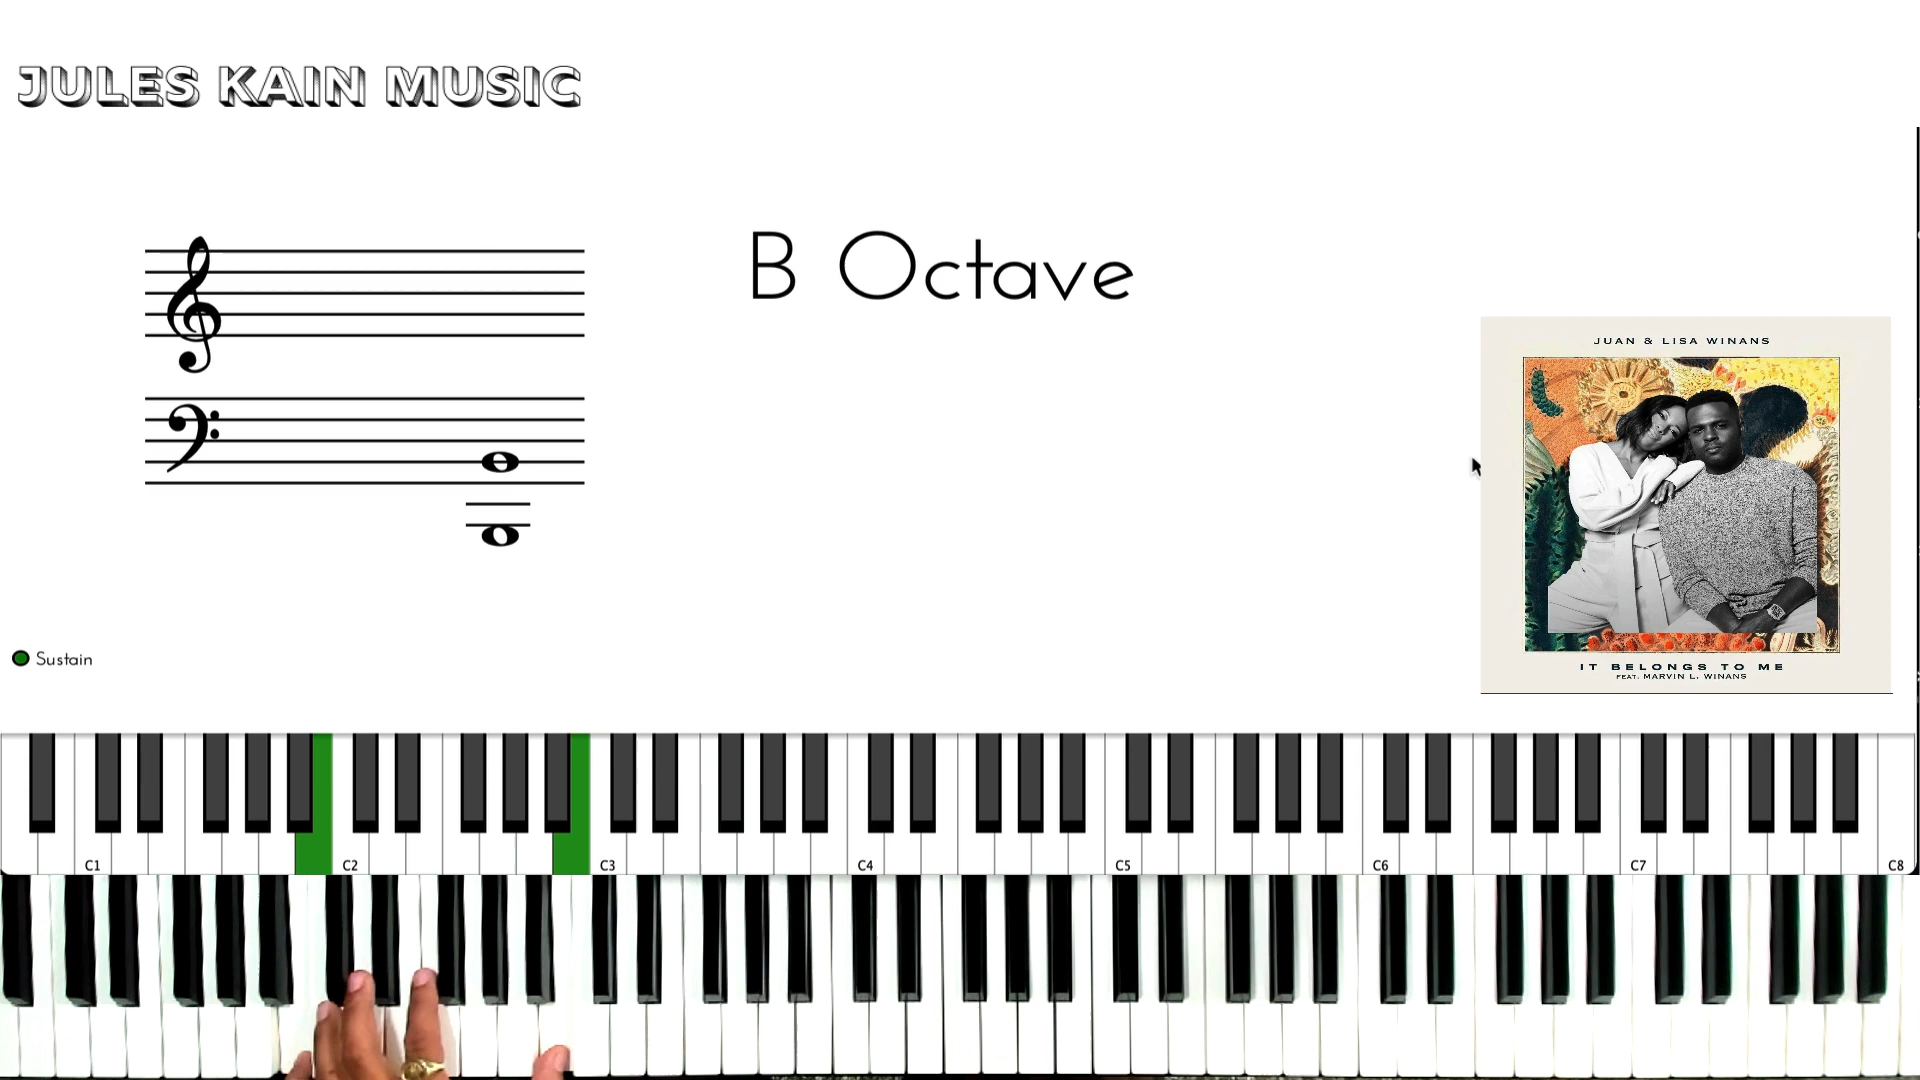 JULES KAIN MUSIC
B Octave
JUAN & LISA WINANS
IT BELONGS TO ME
FEAT. MARVIN L. WINANS
Sustain
C1 C2 C3 C4 C5 C6 C7 C8